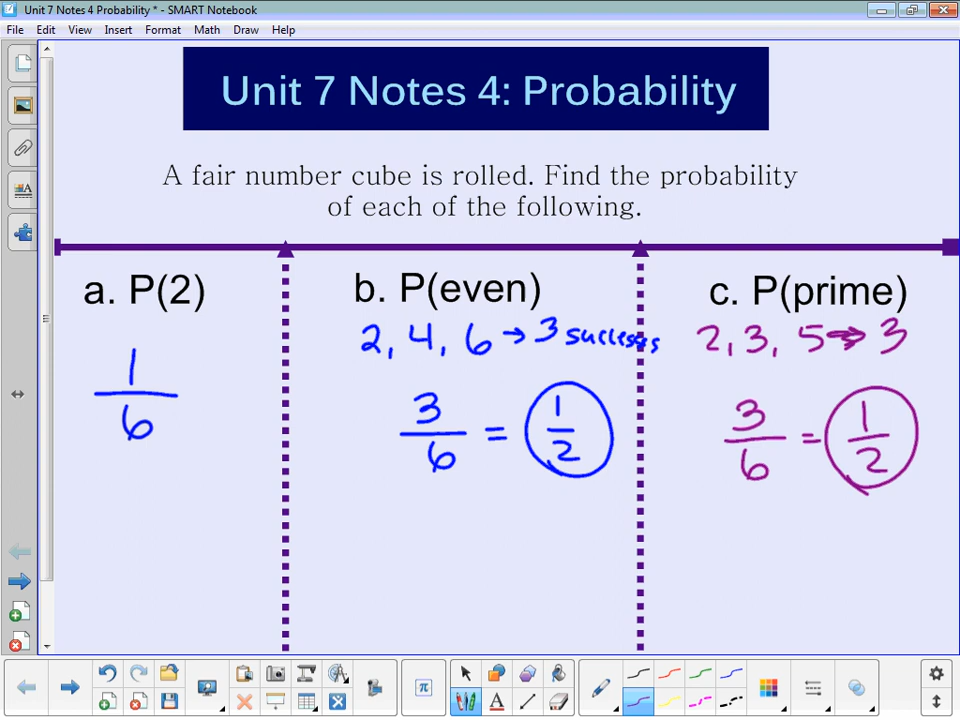 Unit 7 Notes 4 Probability * - SMART Notebook
File Edit View Insert Format Math Draw Help
Unit 7 Notes 4: Probability
A fair number cube is rolled. Find the probability
of each of the following.
a. P(2)
1
6
b. P(even)
2, 4, 6 → 3 successes
3
6
=
1
2
c. P(prime)
2, 3, 5 → 3
3
6
=
1
2
π
A